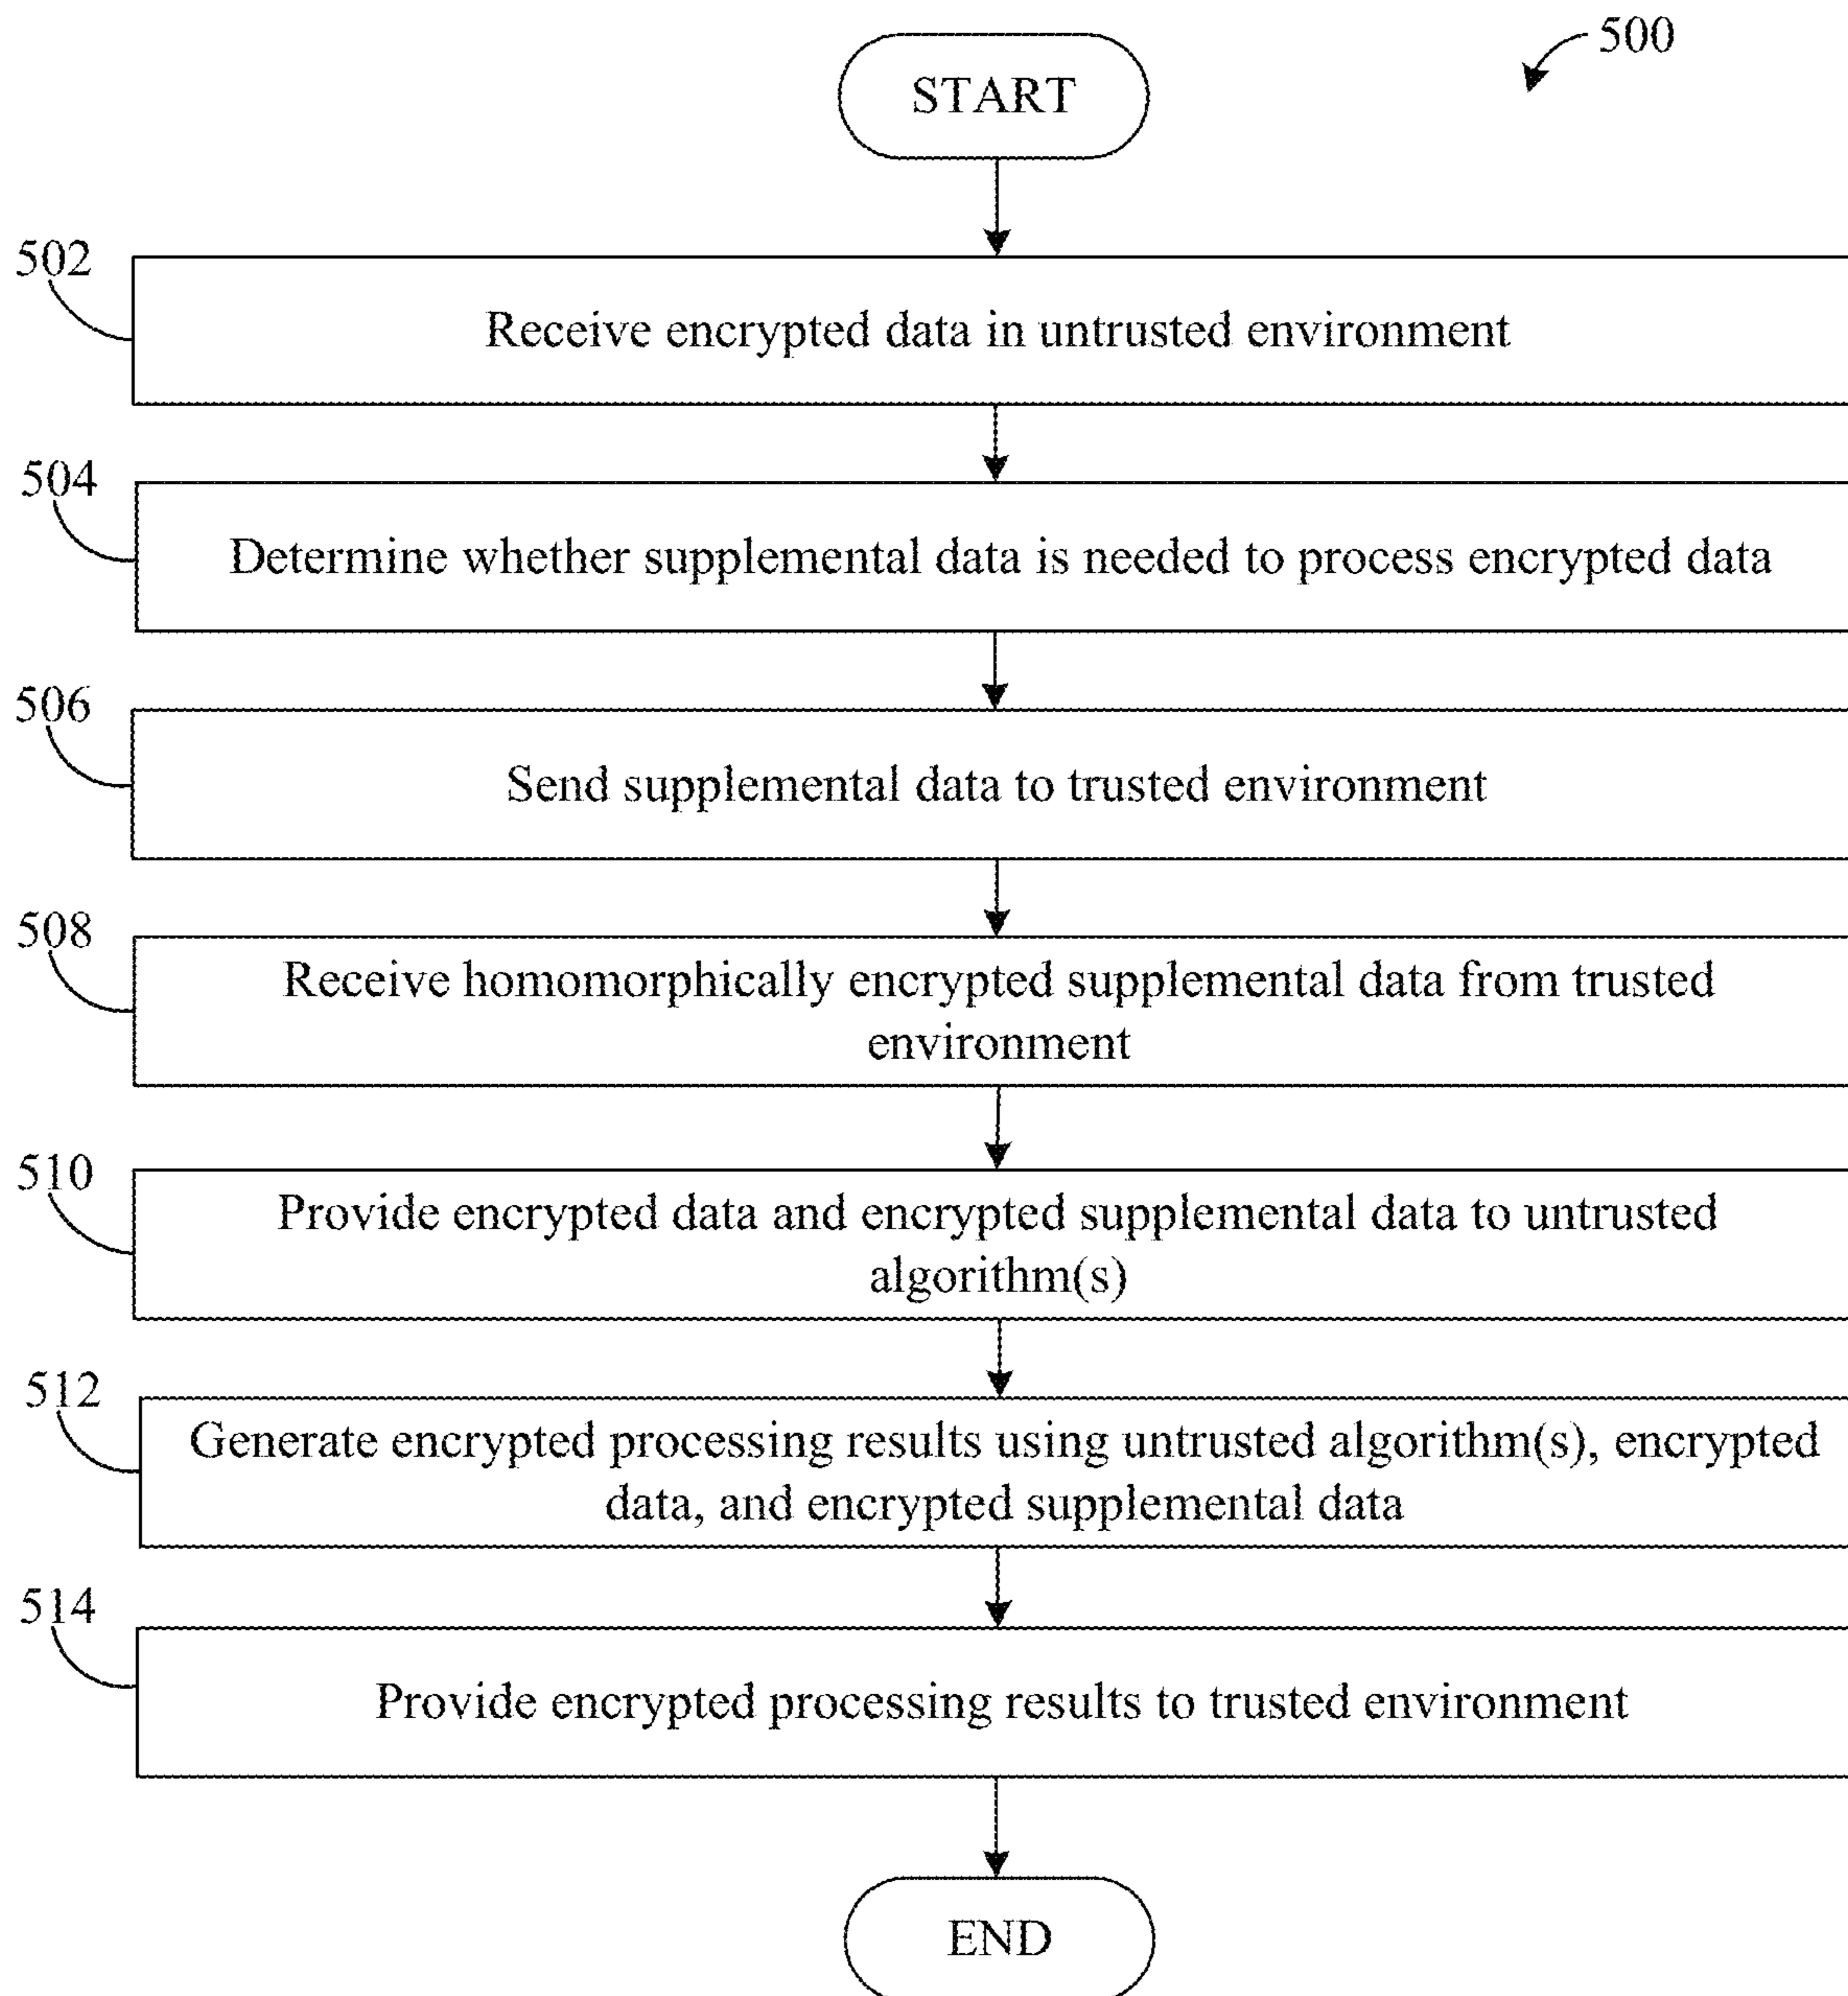 500
START
502
Receive encrypted data in untrusted environment
504
Determine whether supplemental data is needed to process encrypted data
506
Send supplemental data to trusted environment
508
Receive homomorphically encrypted supplemental data from trusted
environment
510
Provide encrypted data and encrypted supplemental data to untrusted
algorithm(s)
512
Generate encrypted processing results using untrusted algorithm(s), encrypted
data, and encrypted supplemental data
514
Provide encrypted processing results to trusted environment
END